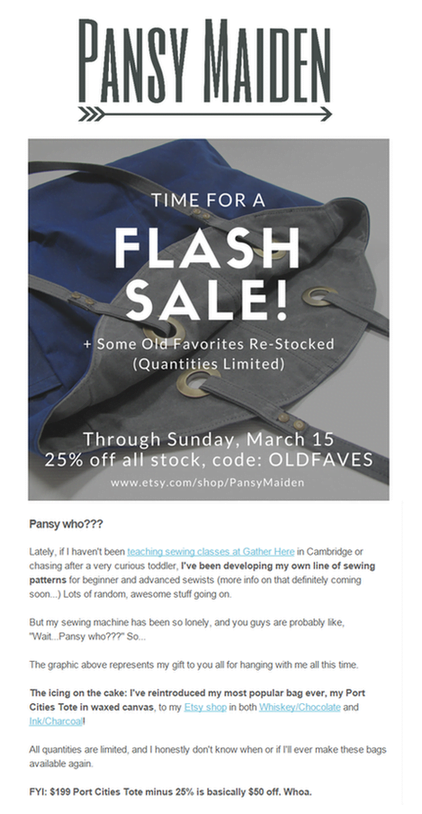 PANSY MAIDEN
TIME FOR A
FLASH
SALE!
+ Some Old Favorites Re-Stocked
(Quantities Limited)
Through Sunday, March 15
25% off all stock, code: OLDFAVES
www.etsy.com/shop/PansyMaiden
Pansy who???
Lately, if I haven't been teaching sewing classes at Gather Here in Cambridge or
chasing after a very curious toddler, I've been developing my own line of sewing
patterns for beginner and advanced sewists (more info on that definitely coming
soon...) Lots of random, awesome stuff going on.
But my sewing machine has been so lonely, and you guys are probably like,
"Wait...Pansy who???" So...
The graphic above represents my gift to you all for hanging with me all this time.
The icing on the cake: I've reintroduced my most popular bag ever, my Port
Cities Tote in waxed canvas, to my Etsy shop in both Whiskey/Chocolate and
Ink/Charcoal!
All quantities are limited, and I honestly don't know when or if I'll ever make these bags
available again.
FYI: $199 Port Cities Tote minus 25% is basically $50 off. Whoa.